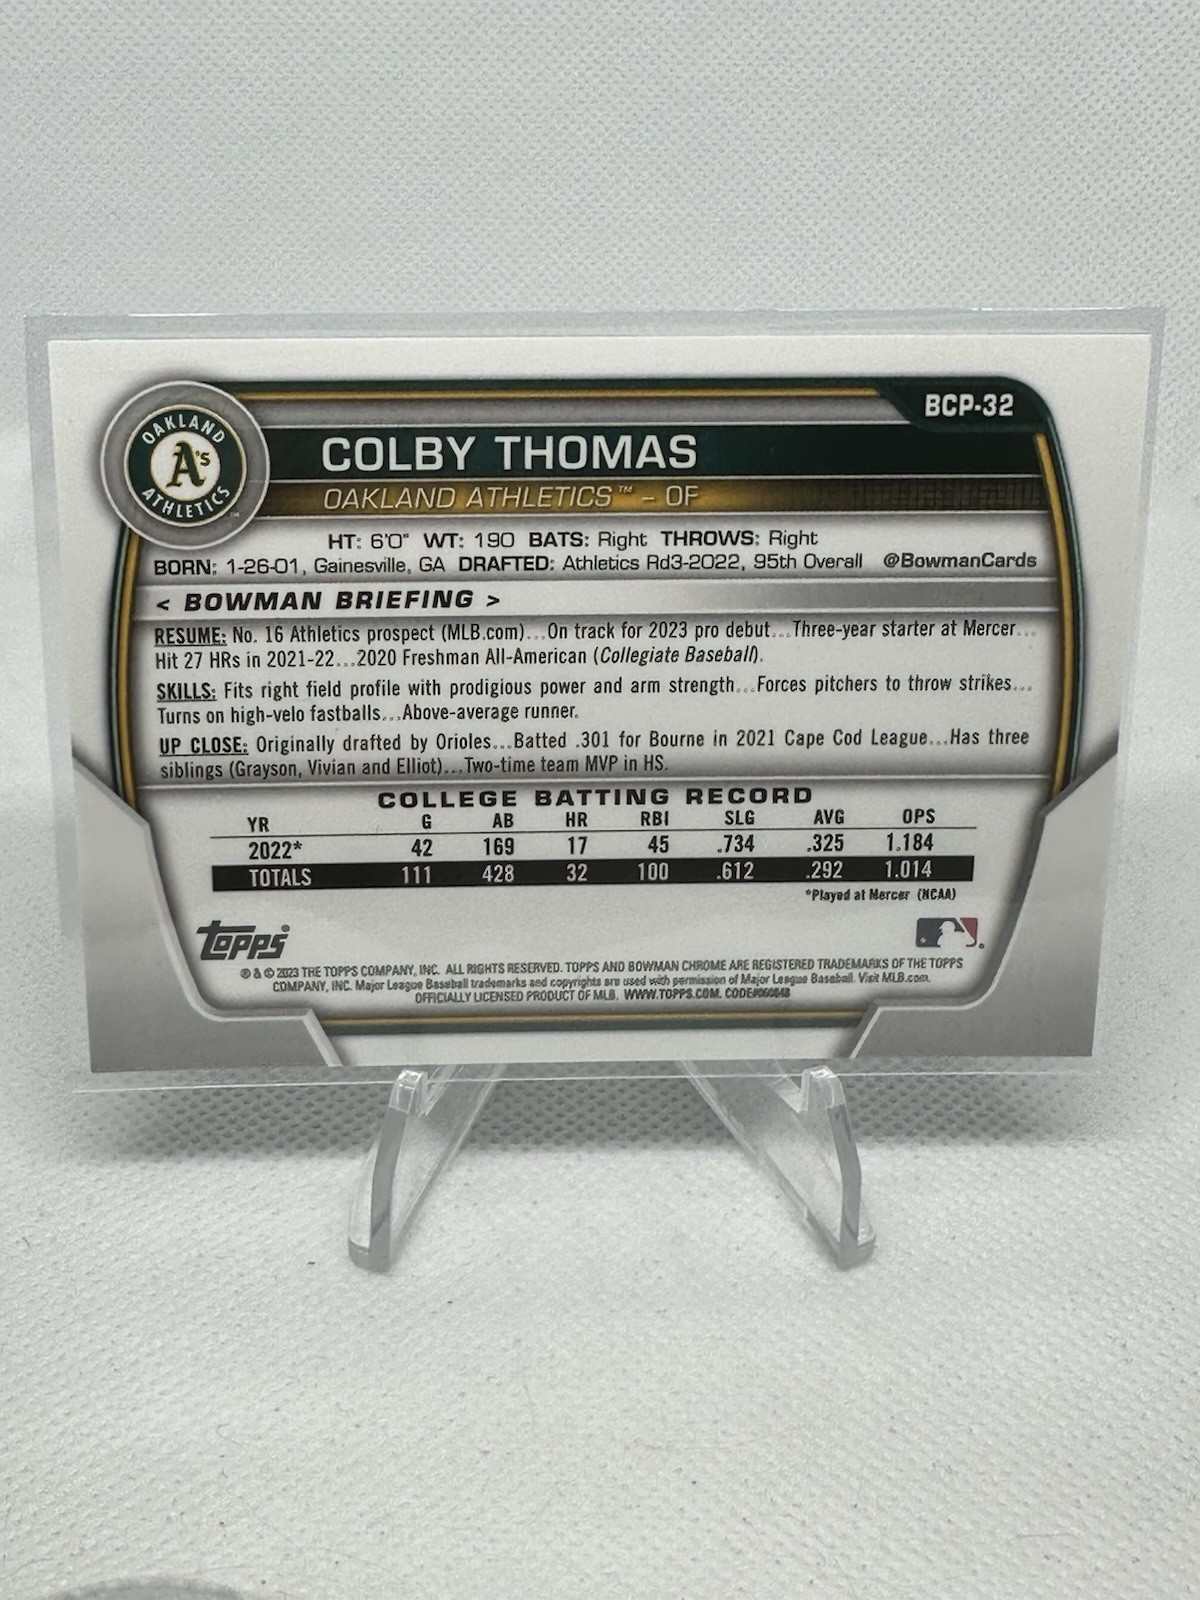 BCP-32
OAKLAND
A's
ATHLETICS
COLBY THOMAS
OAKLAND ATHLETICS™ - OF
HT: 6'0" WT: 190 BATS: Right THROWS: Right
BORN: 1-26-01, Gainesville, GA DRAFTED: Athletics Rd3-2022, 95th Overall @BowmanCards
< BOWMAN BRIEFING >
RESUME: No. 16 Athletics prospect (MLB.com)...On track for 2023 pro debut...Three-year starter at Mercer...
Hit 27 HRs in 2021-22...2020 Freshman All-American (Collegiate Baseball).
SKILLS: Fits right field profile with prodigious power and arm strength...Forces pitchers to throw strikes...
Turns on high-velo fastballs...Above-average runner.
UP CLOSE: Originally drafted by Orioles...Batted .301 for Bourne in 2021 Cape Cod League...Has three
siblings (Grayson, Vivian and Elliot)...Two-time team MVP in HS.
COLLEGE BATTING RECORD
YR G AB HR RBI SLG AVG OPS
2022* 42 169 17 45 .734 .325 1.184
TOTALS 111 428 32 100 .612 .292 1.014
*Played at Mercer (NCAA)
Topps
® & © 2023 THE TOPPS COMPANY, INC. ALL RIGHTS RESERVED. TOPPS AND BOWMAN CHROME ARE REGISTERED TRADEMARKS OF THE TOPPS
COMPANY, INC. Major League Baseball trademarks and copyrights are used with permission of Major League Baseball. Visit MLB.com.
OFFICIALLY LICENSED PRODUCT OF MLB. WWW.TOPPS.COM.